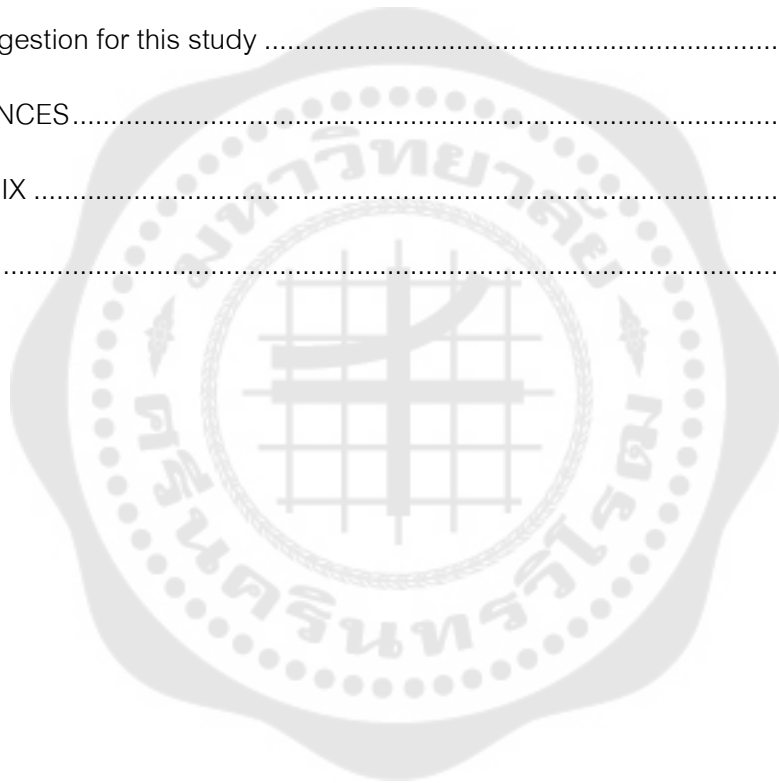 gestion for this study ................................................................................
NCES................................................................................................................
IX ......................................................................................................................
............................................................................................................................
มหาวิทยาลัย
ศรีนครินทรวิโรฒ